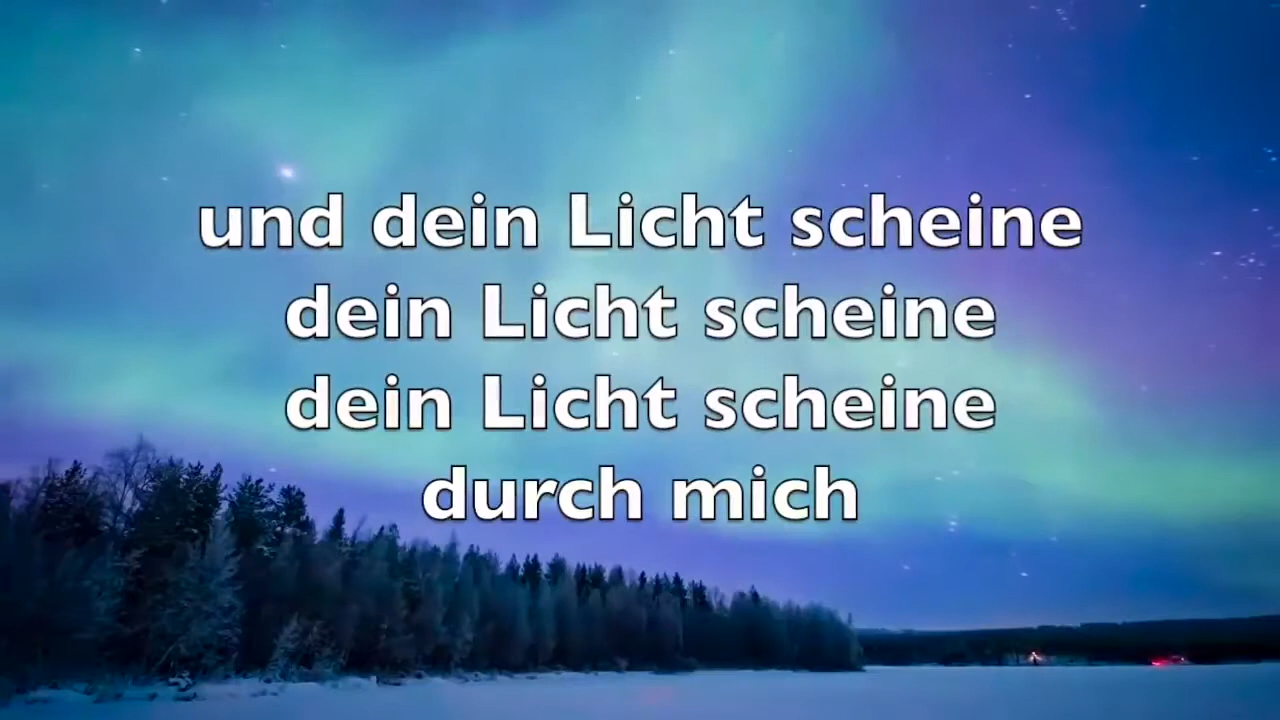 und dein Licht scheine
dein Licht scheine
dein Licht scheine
durch mich